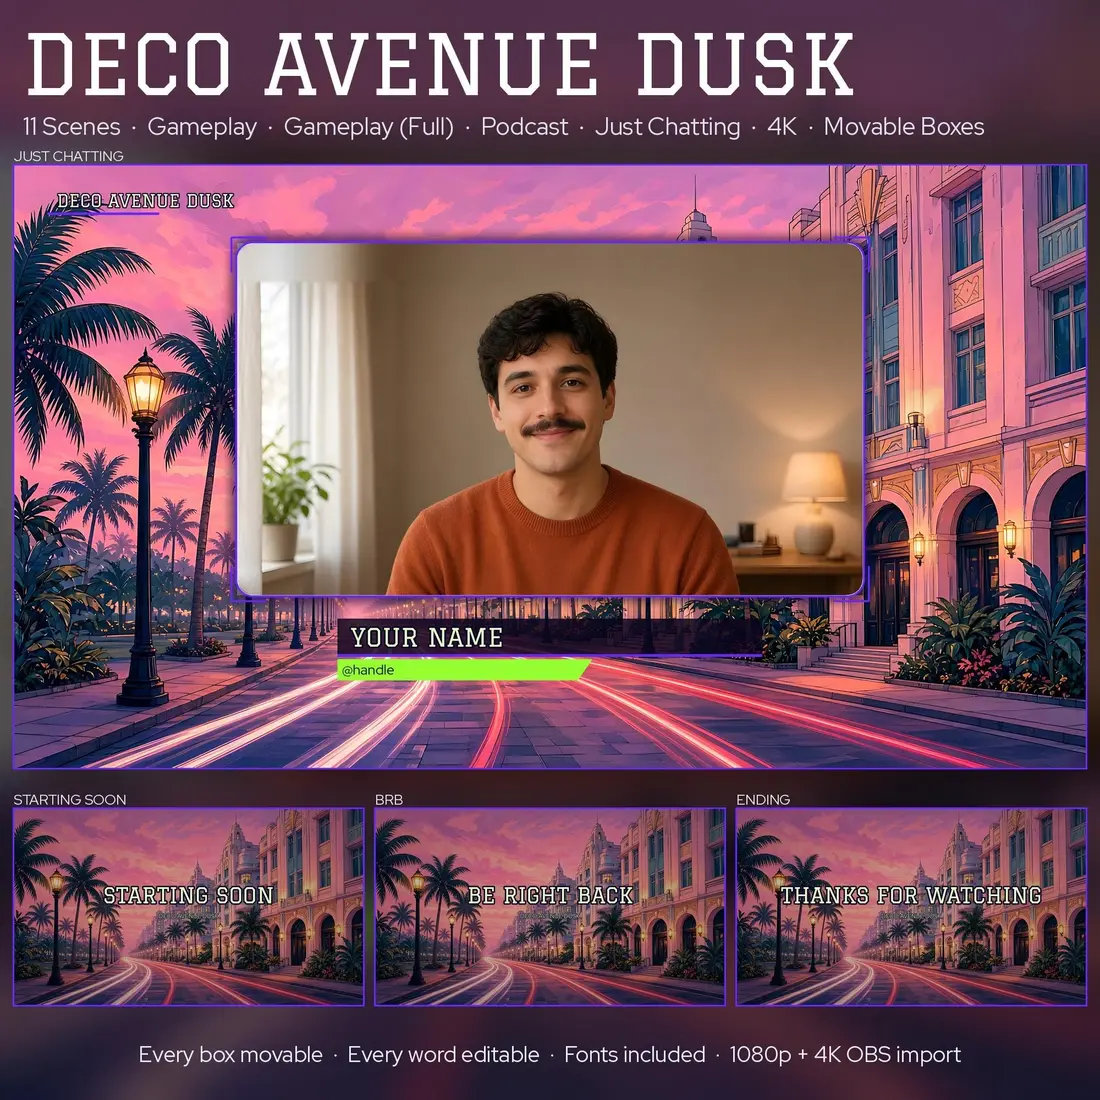 DECO AVENUE DUSK
11 Scenes · Gameplay · Gameplay (Full) · Podcast · Just Chatting · 4K · Movable Boxes
JUST CHATTING
DECO AVENUE DUSK
YOUR NAME
@handle
STARTING SOON
BRB
ENDING
STARTING SOON
BE RIGHT BACK
THANKS FOR WATCHING
Every box movable · Every word editable · Fonts included · 1080p + 4K OBS import